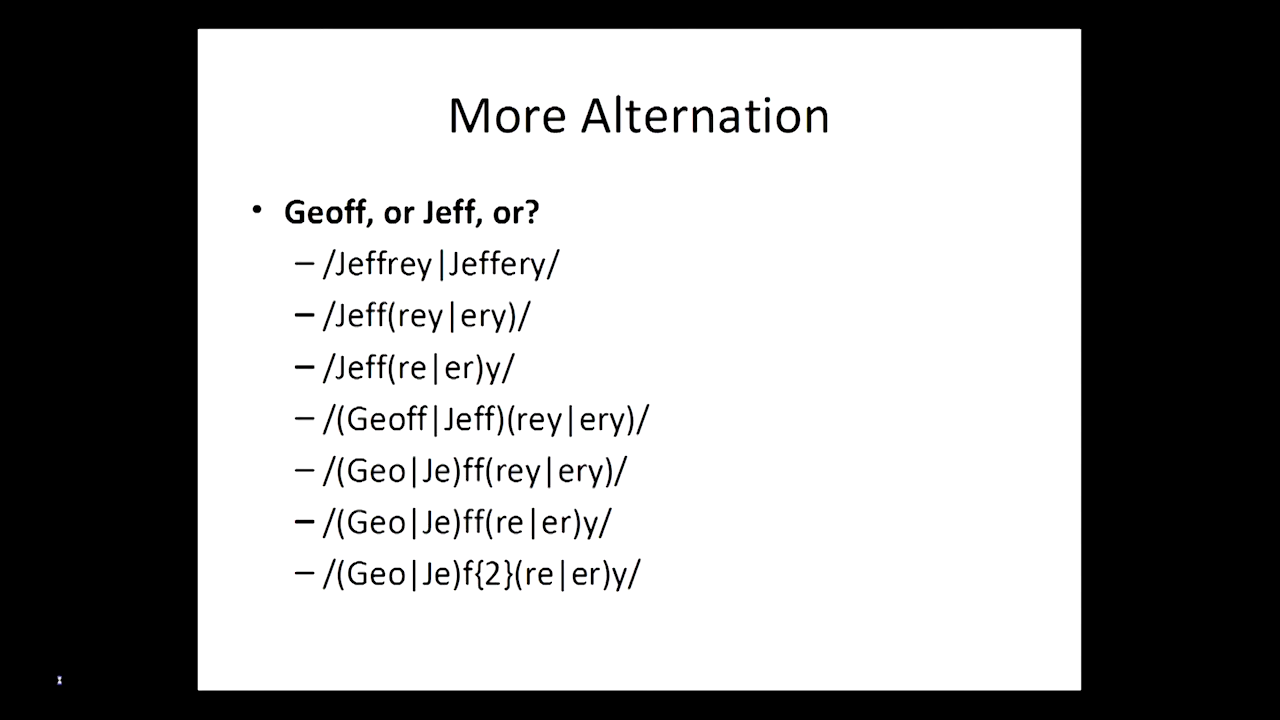 More Alternation
• Geoff, or Jeff, or?
– /Jeffrey|Jeffery/
– /Jeff(rey|ery)/
– /Jeff(re|er)y/
– /(Geoff|Jeff)(rey|ery)/
– /(Geo|Je)ff(rey|ery)/
– /(Geo|Je)ff(re|er)y/
– /(Geo|Je)f{2}(re|er)y/